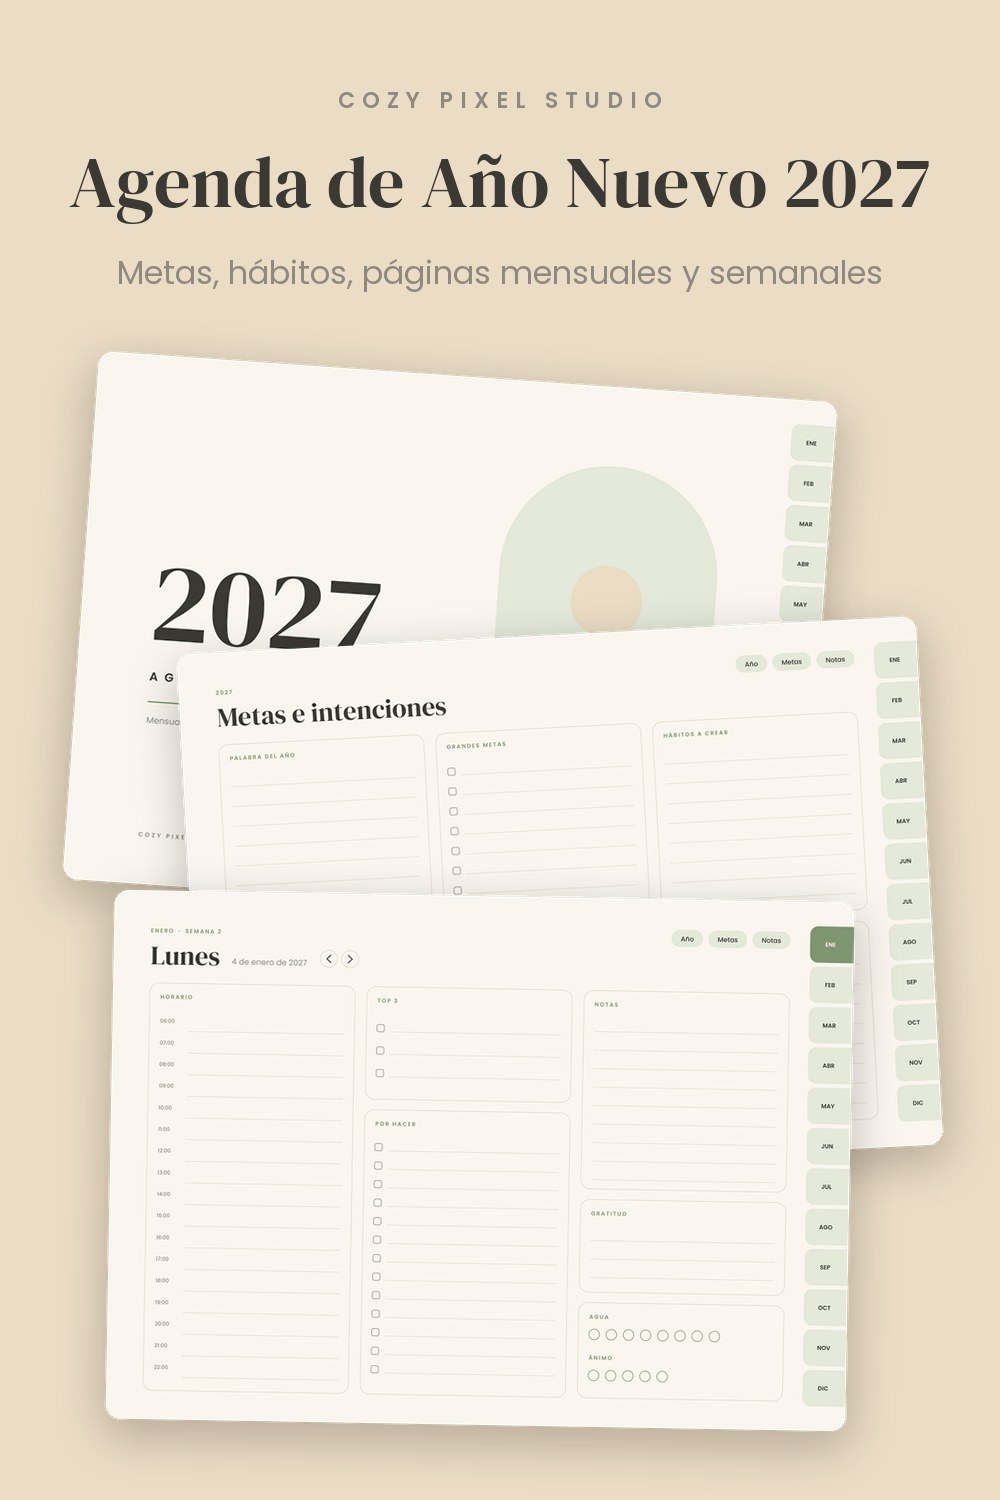 COZY PIXEL STUDIO
Agenda de Año Nuevo 2027
Metas, hábitos, páginas mensuales y semanales
2027
ENE
FEB
MAR
ABR
MAY
2027
Metas e intenciones
Año
Metas
Notas
PALABRA DEL AÑO
GRANDES METAS
HÁBITOS A CREAR
ENE
FEB
MAR
ABR
MAY
JUN
JUL
AGO
SEP
OCT
NOV
DIC
ENERO · SEMANA 2
Lunes
4 de enero de 2027
Año
Metas
Notas
HORARIO
06:00
07:00
08:00
09:00
10:00
11:00
12:00
13:00
14:00
15:00
16:00
17:00
18:00
19:00
20:00
21:00
22:00
TOP 3
POR HACER
NOTAS
GRATITUD
AGUA
ÁNIMO
ENE
FEB
MAR
ABR
MAY
JUN
JUL
AGO
SEP
OCT
NOV
DIC